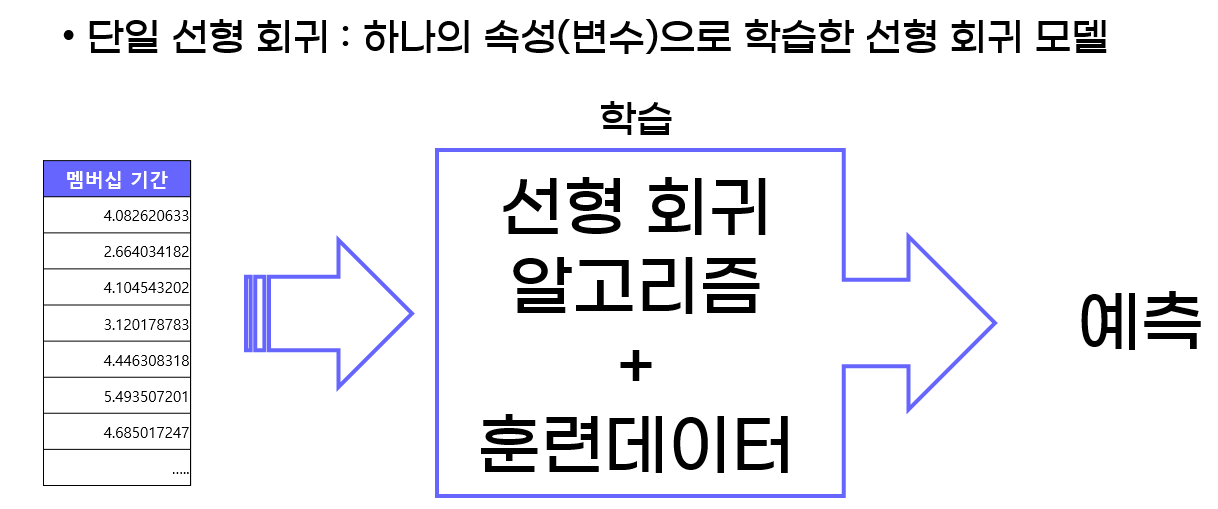 • 단일 선형 회귀 : 하나의 속성(변수)으로 학습한 선형 회귀 모델
학습
멤버십 기간
4.082620633
2.664034182
4.104543202
3.120178783
4.446308318
5.493507201
4.685017247
.....
선형 회귀
알고리즘
+
훈련데이터
예측